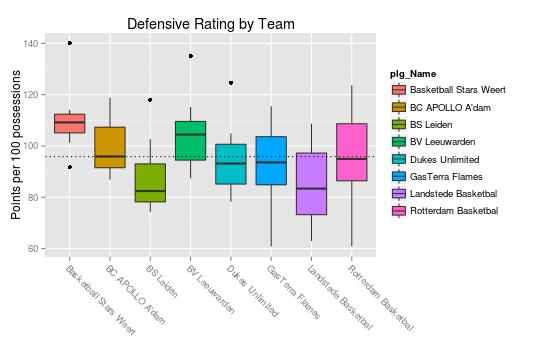 Defensive Rating by Team
Points per 100 possessions
140
120
100
80
60
Basketball Stars Weert
BC APOLLO A'dam
BS Leiden
BV Leeuwarden
Dukes Unlimited
GasTerra Flames
Landstede Basketbal
Rotterdam Basketbal
plg_Name
Basketball Stars Weert
BC APOLLO A'dam
BS Leiden
BV Leeuwarden
Dukes Unlimited
GasTerra Flames
Landstede Basketbal
Rotterdam Basketbal